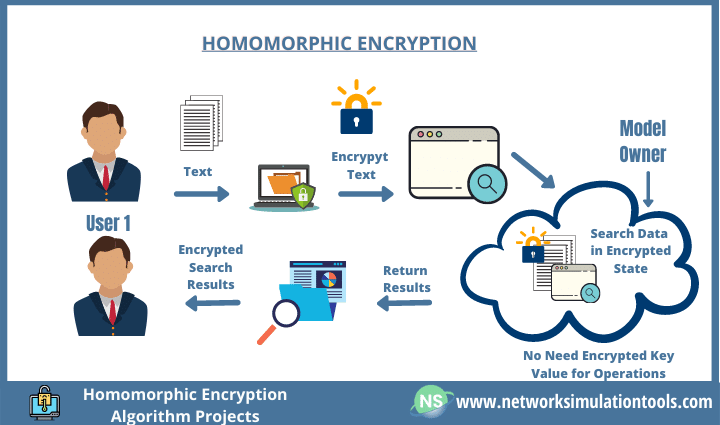 HOMOMORPHIC ENCRYPTION
Text
Encrypyt
Text
Model
Owner
User 1
Search Data
in Encrypted
State
Encrypted
Search
Results
Return
Results
No Need Encrypted Key
Value for Operations
Homomorphic Encryption
Algorithm Projects
NS
www.networksimulationtools.com